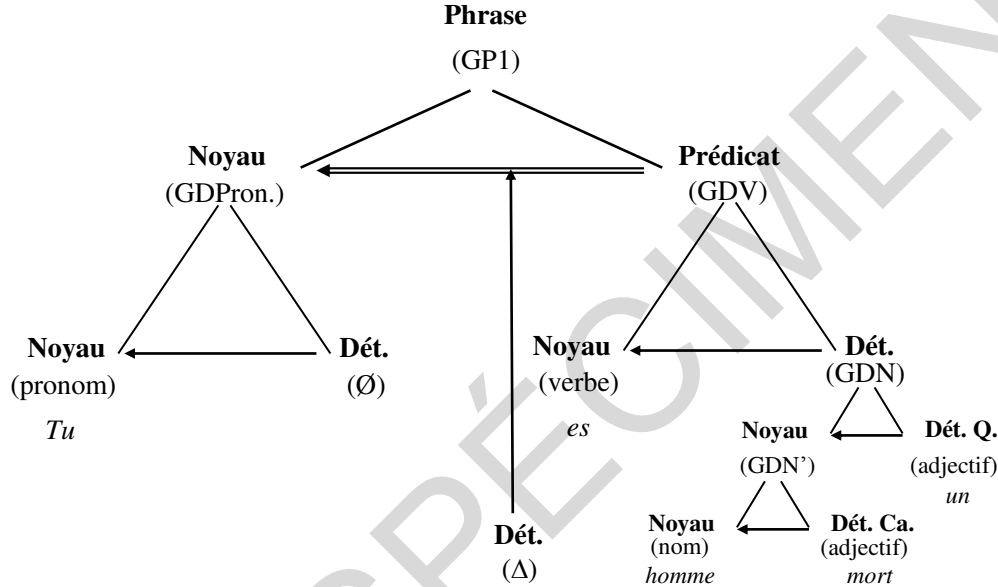 Phrase
(GP1)
Noyau
(GDPron.)
Prédicat
(GDV)
Noyau
(pronom)
Tu
Dét.
(Ø)
Noyau
(verbe)
es
Dét.
(GDN)
Noyau
(GDN’)
Dét. Q.
(adjectif)
un
Dét.
(Δ)
Noyau
(nom)
homme
Dét. Ca.
(adjectif)
mort
SPÉCIMEN